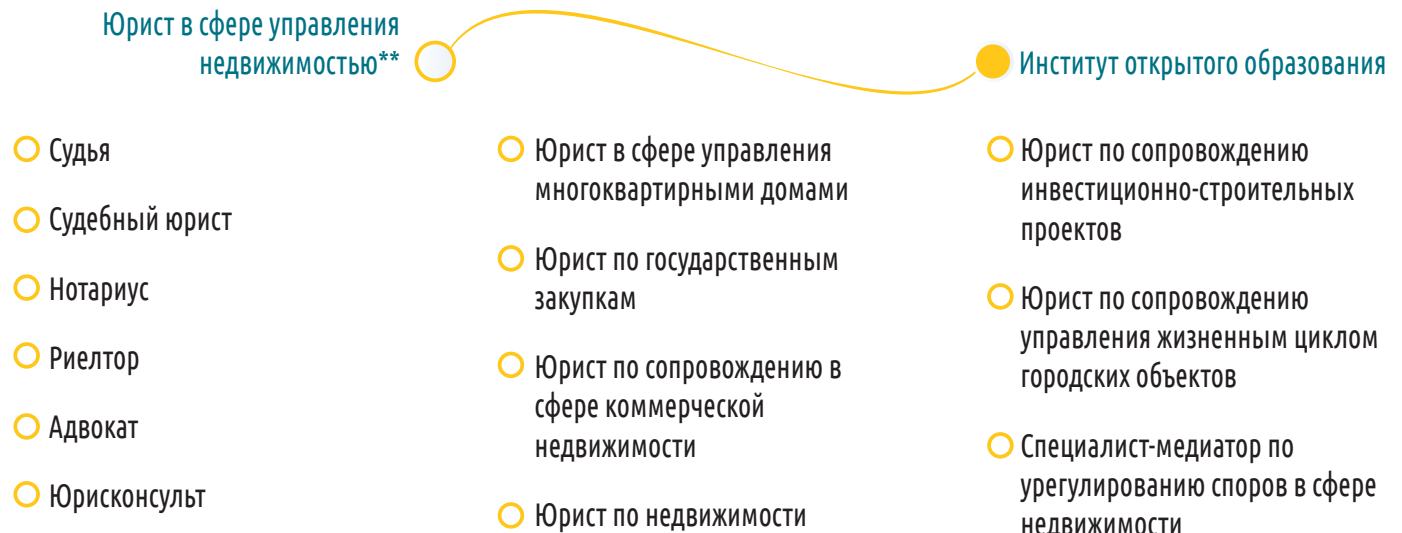 Юрист в сфере управления
недвижимостью**
Институт открытого образования
Судья
Судебный юрист
Нотариус
Риелтор
Адвокат
Юрисконсульт
Юрист в сфере управления
многоквартирными домами
Юрист по государственным
закупкам
Юрист по сопровождению в
сфере коммерческой
недвижимости
Юрист по недвижимости
Юрист по сопровождению
инвестиционно-строительных
проектов
Юрист по сопровождению
управления жизненным циклом
городских объектов
Специалист-медиатор по
урегулированию споров в сфере
недвижимости